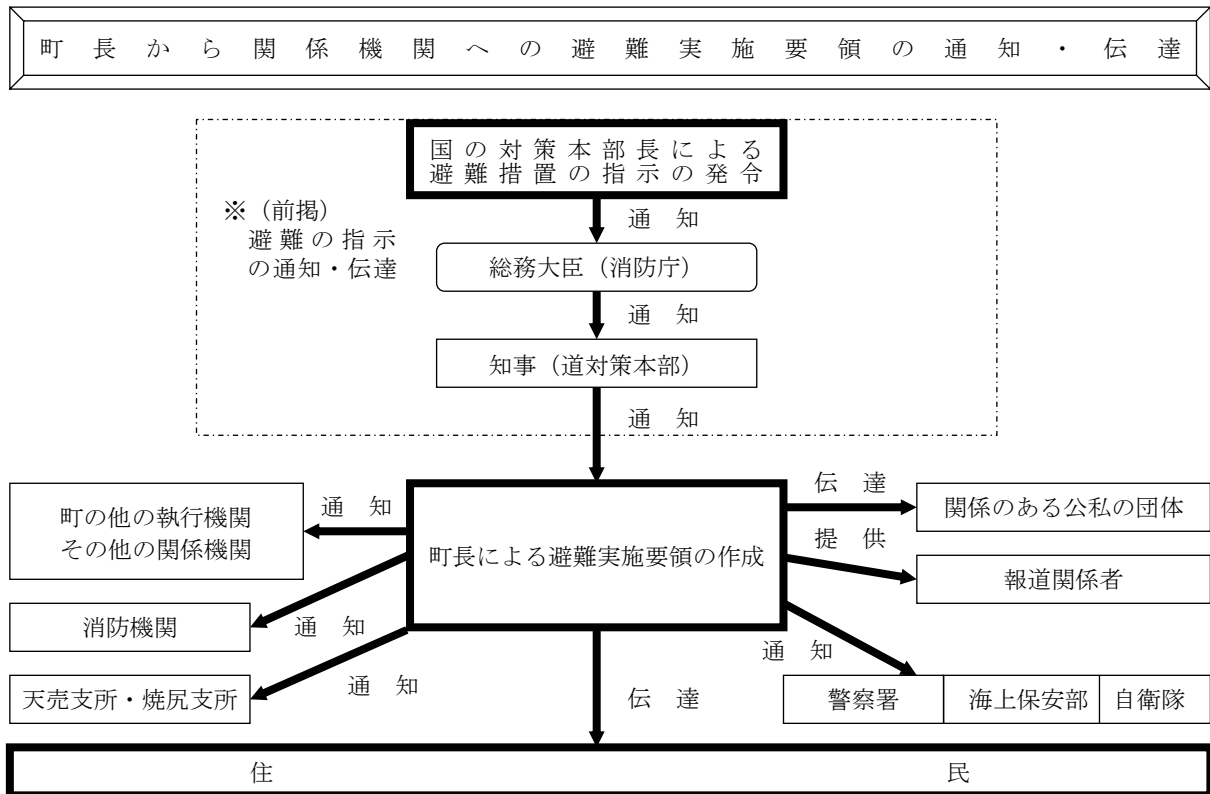 町長から関係機関への避難実施要領の通知・伝達
国の対策本部長による
避難措置の指示の発令
※（前掲）
避難の指示
の通知・伝達
通知
総務大臣（消防庁）
通知
知事（道対策本部）
通知
町の他の執行機関
その他の関係機関
通知
町長による避難実施要領の作成
伝達
関係のある公私の団体
提供
報道関係者
消防機関
通知
通知
天売支所・焼尻支所
通知
伝達
警察署
海上保安部
自衛隊
住民